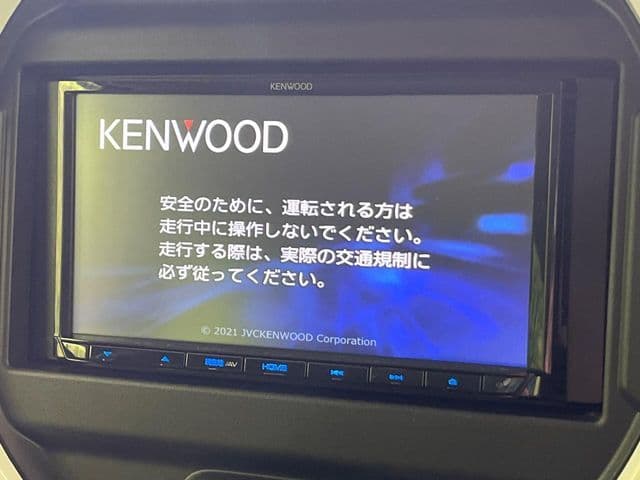 KENWOOD
KENWOOD
安全のために、運転される方は
走行中に操作しないでください。
走行する際は、実際の交通規制に
必ず従ってください。
© 2021 JVCKENWOOD Corporation
AV HOME